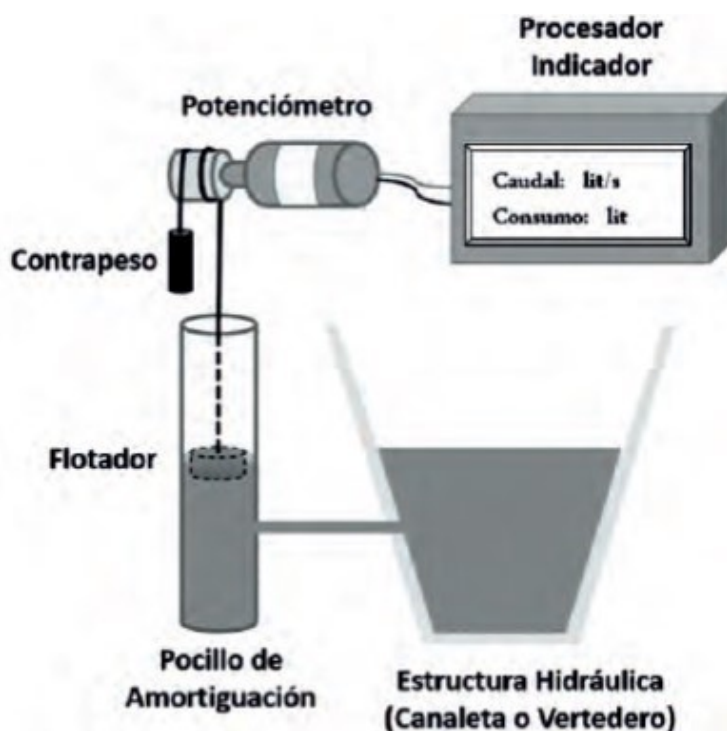 Procesador
Indicador
Potenciómetro
Caudal: lit/s
Consumo: lit
Contrapeso
Flotador
Pocillo de
Amortiguación
Estructura Hidráulica
(Canaleta o Vertedero)